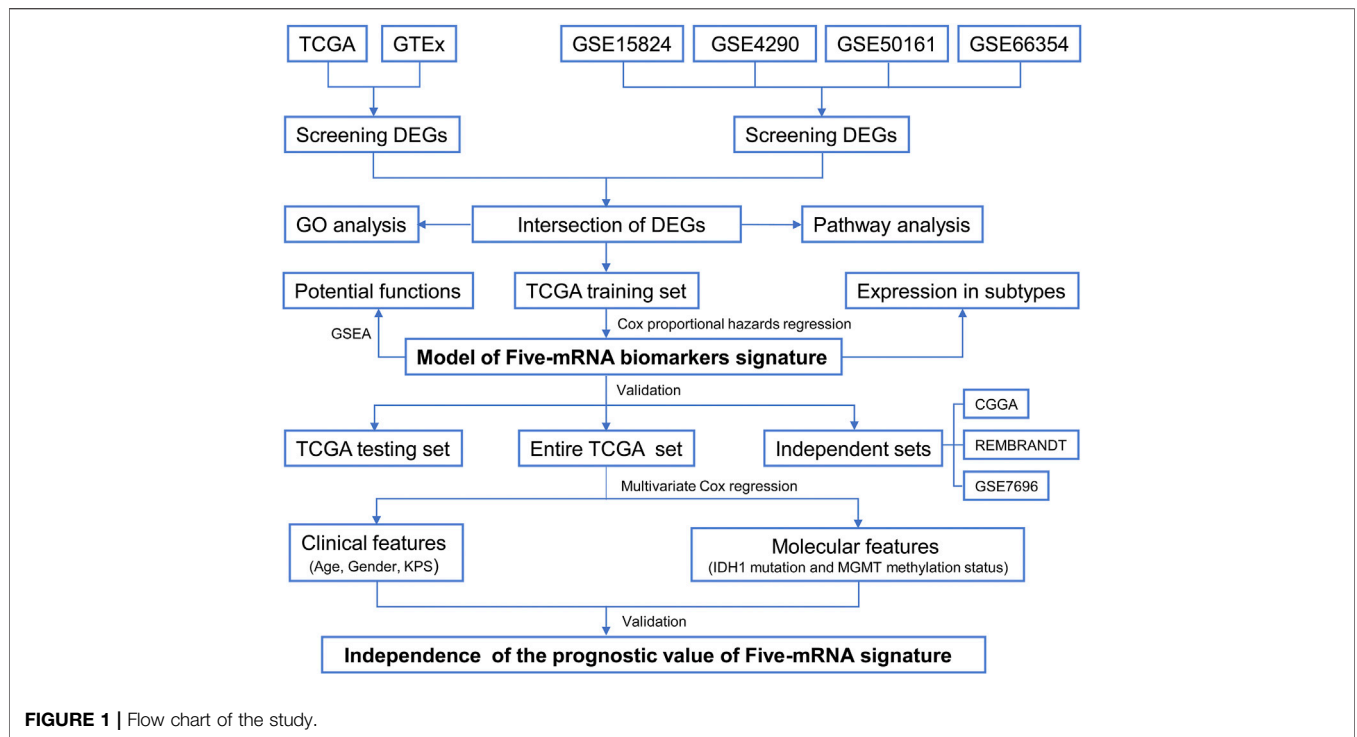 TCGA
GTEx
GSE15824
GSE4290
GSE50161
GSE66354
Screening DEGs
Screening DEGs
GO analysis
Intersection of DEGs
Pathway analysis
Potential functions
TCGA training set
Expression in subtypes
GSEA
Cox proportional hazards regression
Model of Five-mRNA biomarkers signature
Validation
CGGA
TCGA testing set
Entire TCGA set
Independent sets
REMBRANDT
GSE7696
Multivariate Cox regression
Clinical features
(Age, Gender, KPS)
Molecular features
(IDH1 mutation and MGMT methylation status)
Validation
Independence of the prognostic value of Five-mRNA signature
FIGURE 1 | Flow chart of the study.